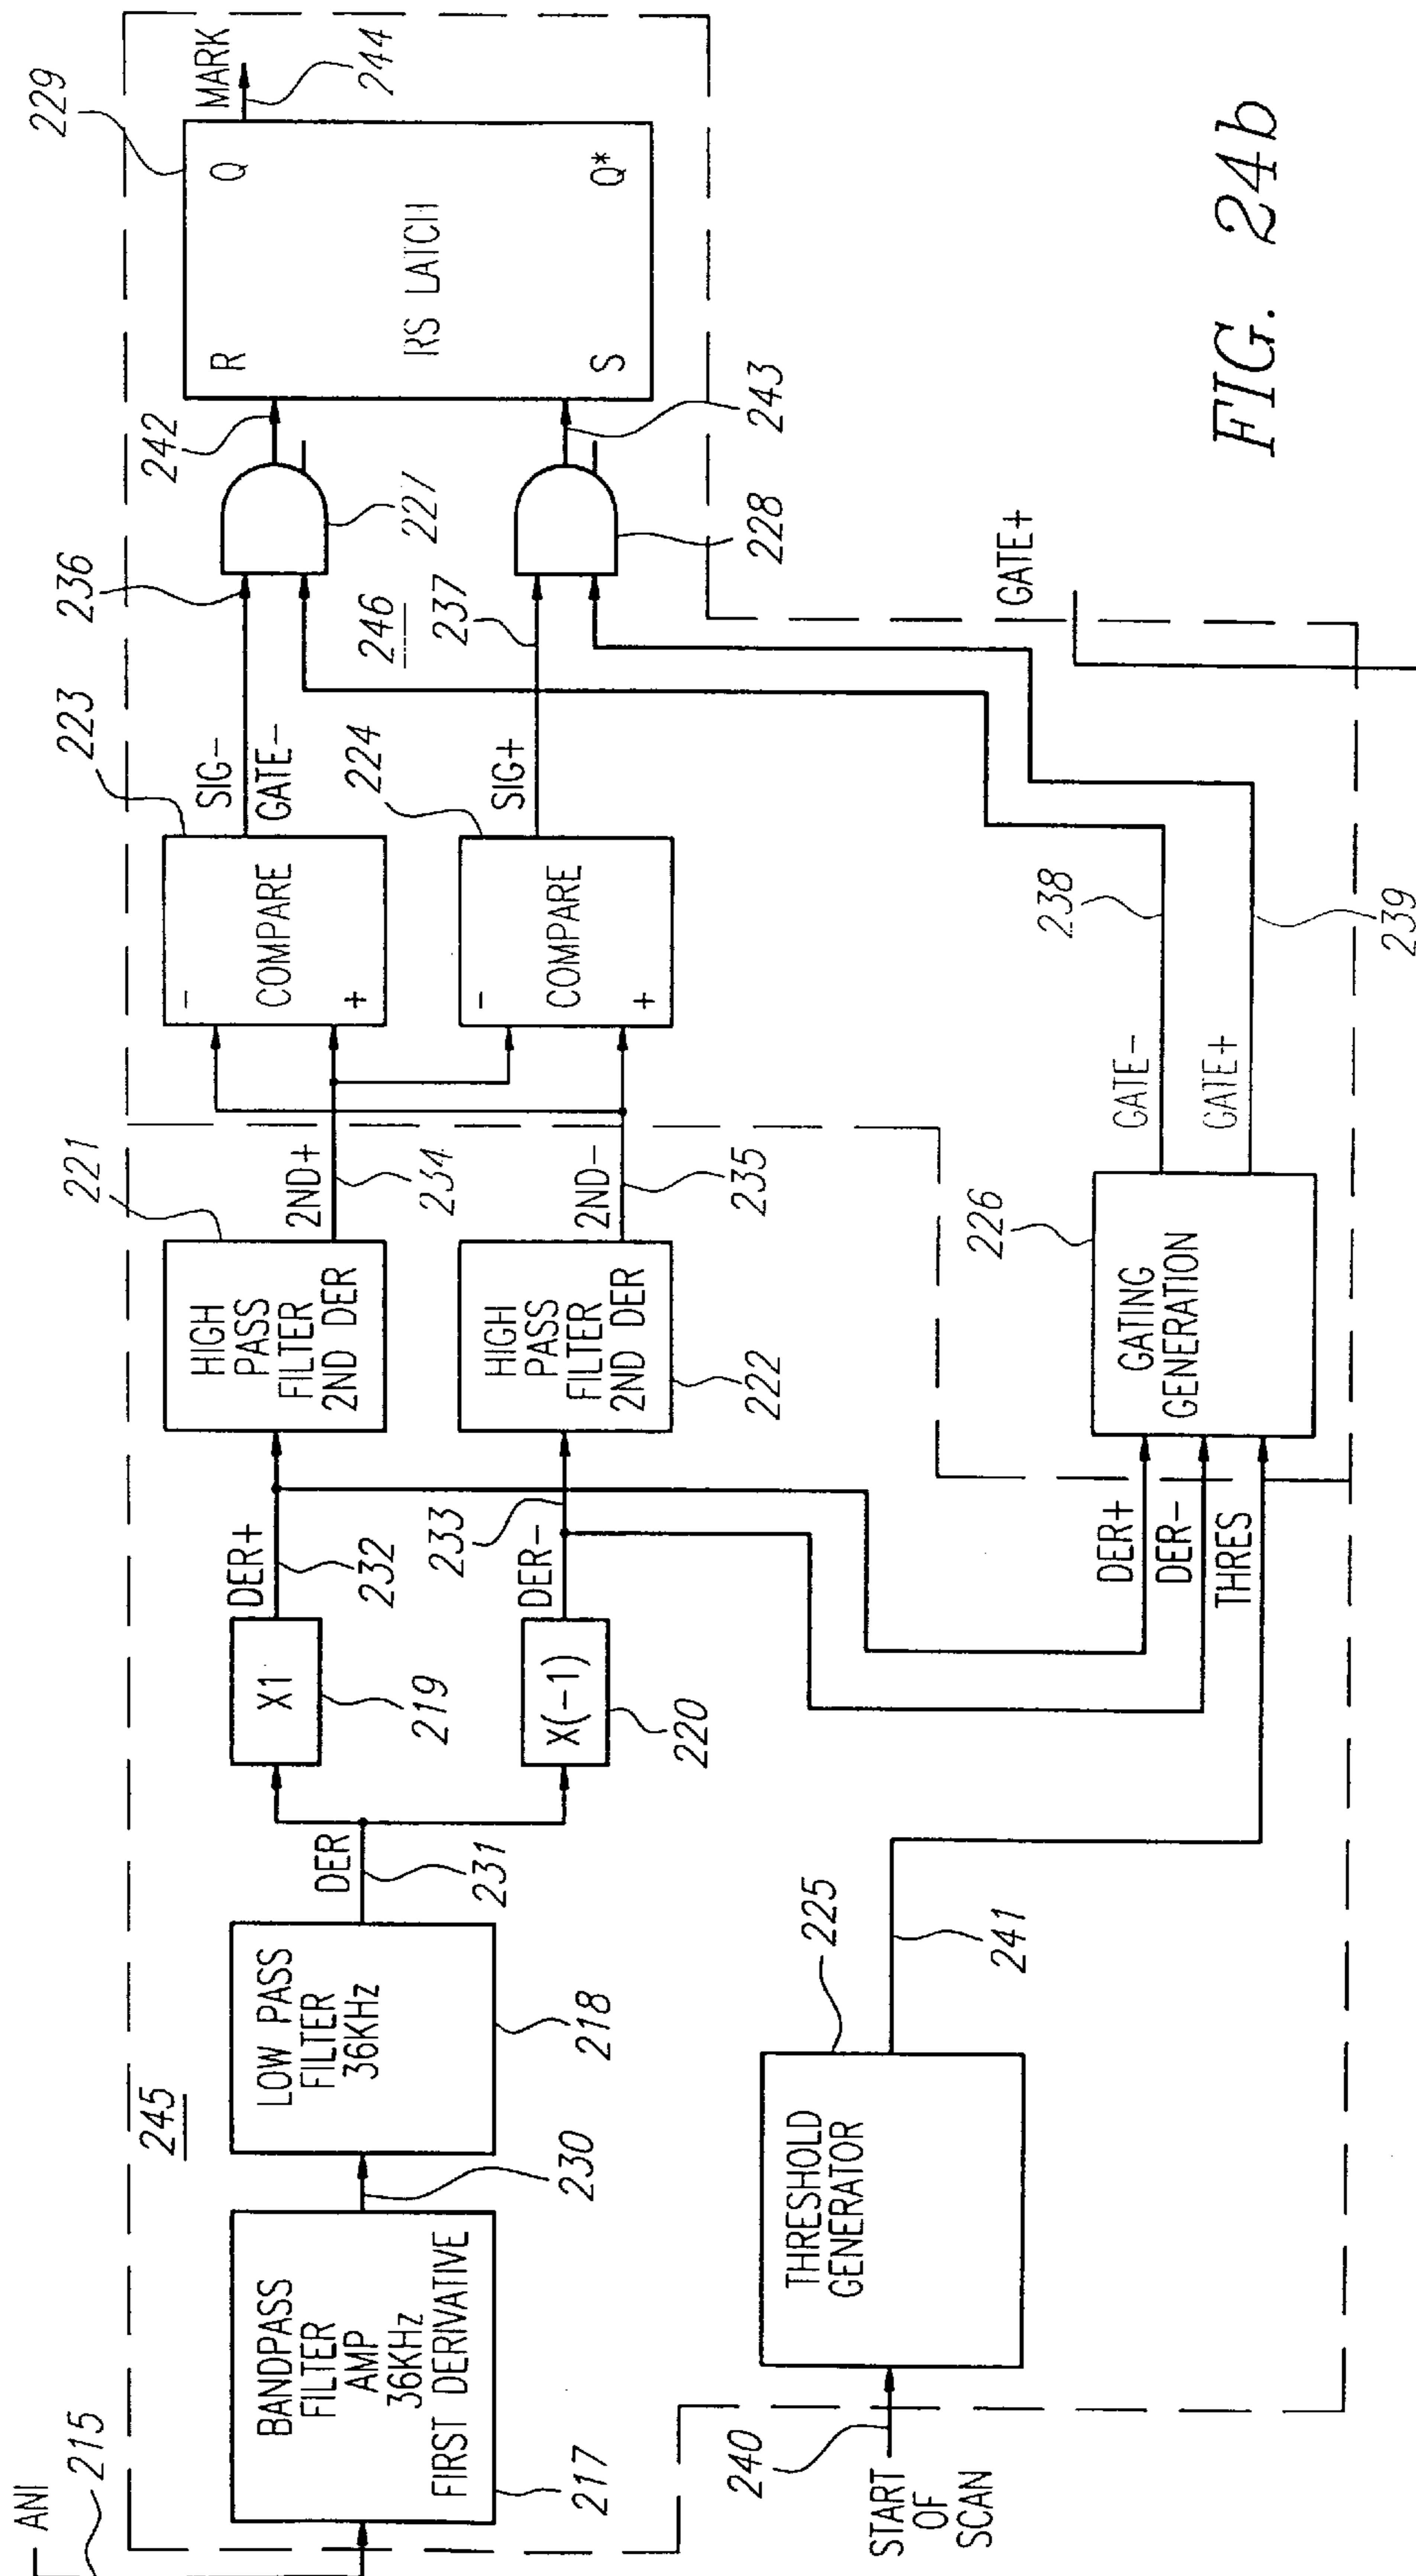 ANI
215
245
BANDPASS
FILTER
AMP
36KHz
FIRST DERIVATIVE
217
230
LOW PASS
FILTER
36KHz
218
DER
231
X1
219
X(-1)
220
DER+
232
DER-
233
HIGH
PASS
FILTER
2ND DER
221
HIGH
PASS
FILTER
2ND DER
222
2ND+
234
2ND-
235
-
COMPARE
+
223
-
COMPARE
+
224
SIG-
GATE-
236
SIG+
237
246
227
228
242
243
R
Q
RS LATCH
S
Q*
229
MARK
244
START
OF
SCAN
240
THRESHOLD
GENERATOR
225
241
DER+
DER-
THRES
GATING
GENERATION
226
GATE-
GATE+
238
239
GATE+
FIG. 24b